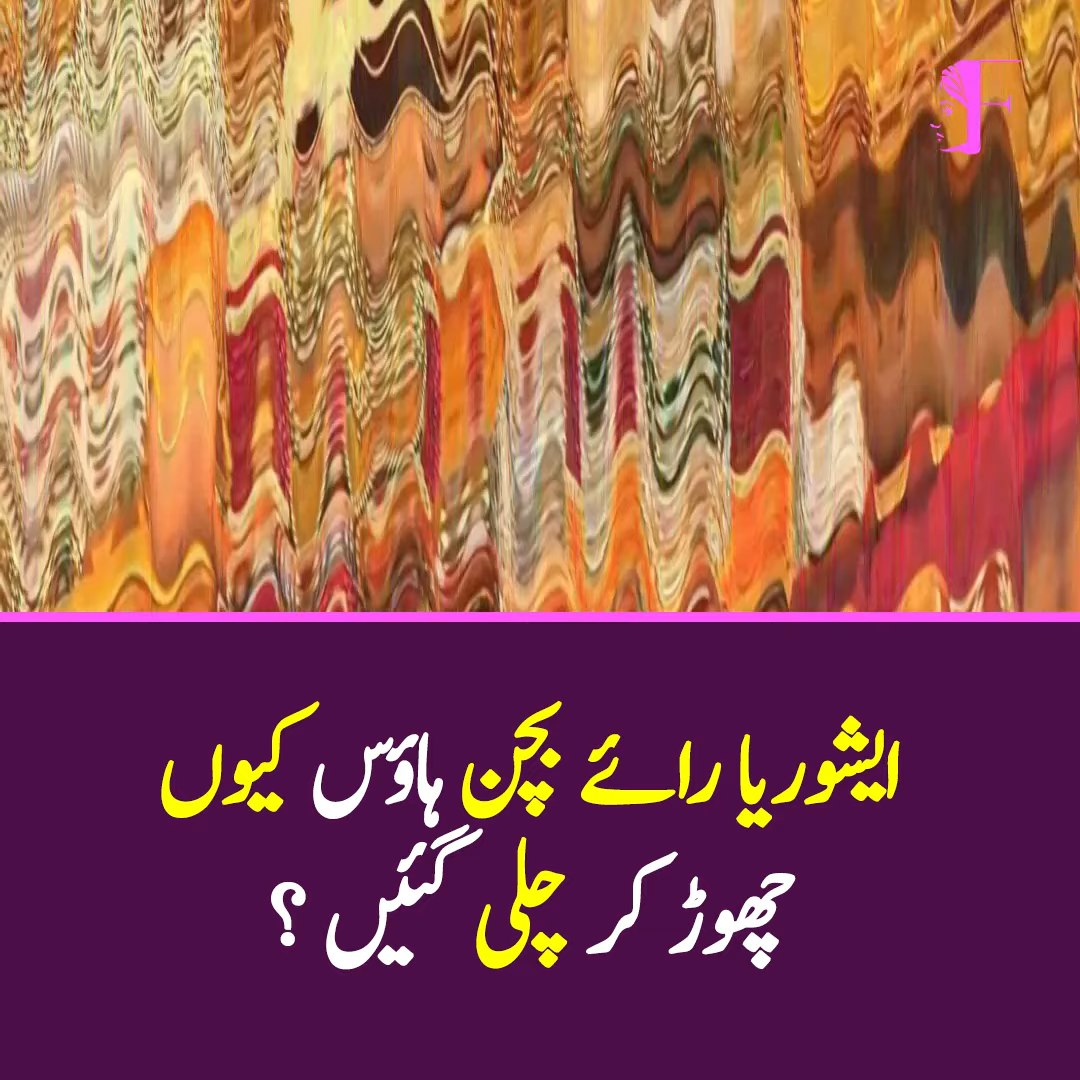 ایشوریا رائے بچن ہاؤس کیوں
چھوڑ کر چلی گئیں ؟